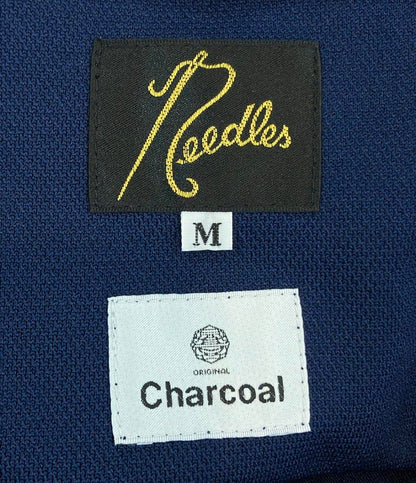 Needles
M
ORIGINAL
Charcoal